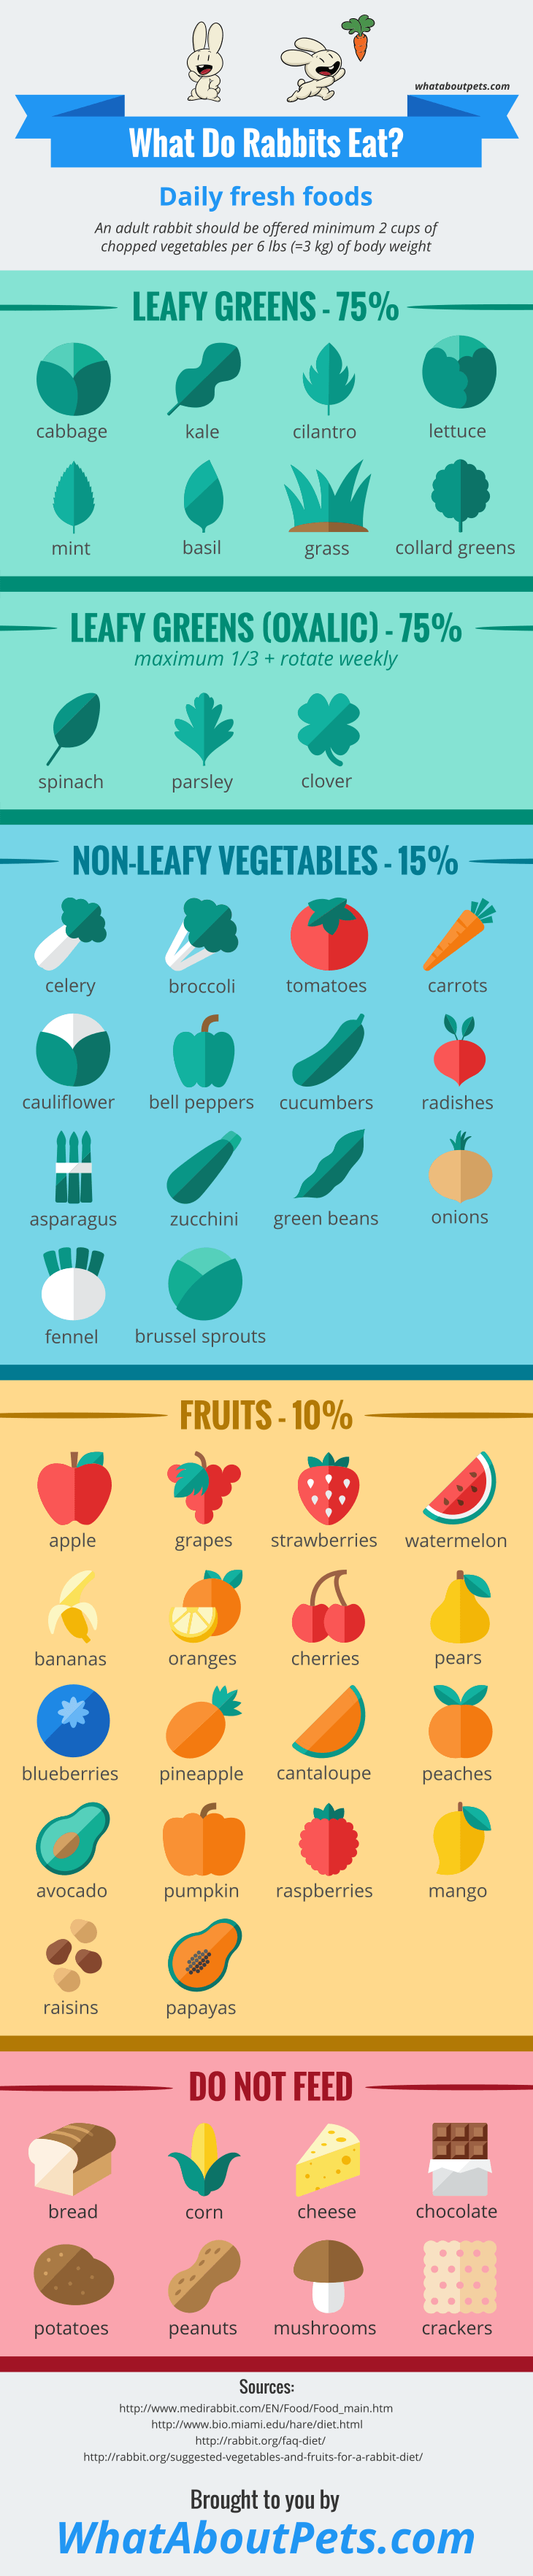 whataboutpets.com
What Do Rabbits Eat?
Daily fresh foods
An adult rabbit should be offered minimum 2 cups of
chopped vegetables per 6 lbs (=3 kg) of body weight
LEAFY GREENS - 75%
cabbage kale cilantro lettuce
mint basil grass collard greens
LEAFY GREENS (OXALIC) - 75%
maximum 1/3 + rotate weekly
spinach parsley clover
NON-LEAFY VEGETABLES - 15%
celery broccoli tomatoes carrots
cauliflower bell peppers cucumbers radishes
asparagus zucchini green beans onions
fennel brussel sprouts
FRUITS - 10%
apple grapes strawberries watermelon
bananas oranges cherries pears
blueberries pineapple cantaloupe peaches
avocado pumpkin raspberries mango
raisins papayas
DO NOT FEED
bread corn cheese chocolate
potatoes peanuts mushrooms crackers
Sources:
http://www.medirabbit.com/EN/Food/Food_main.htm
http://www.bio.miami.edu/hare/diet.html
http://rabbit.org/faq-diet/
http://rabbit.org/suggested-vegetables-and-fruits-for-a-rabbit-diet/
Brought to you by
WhatAboutPets.com